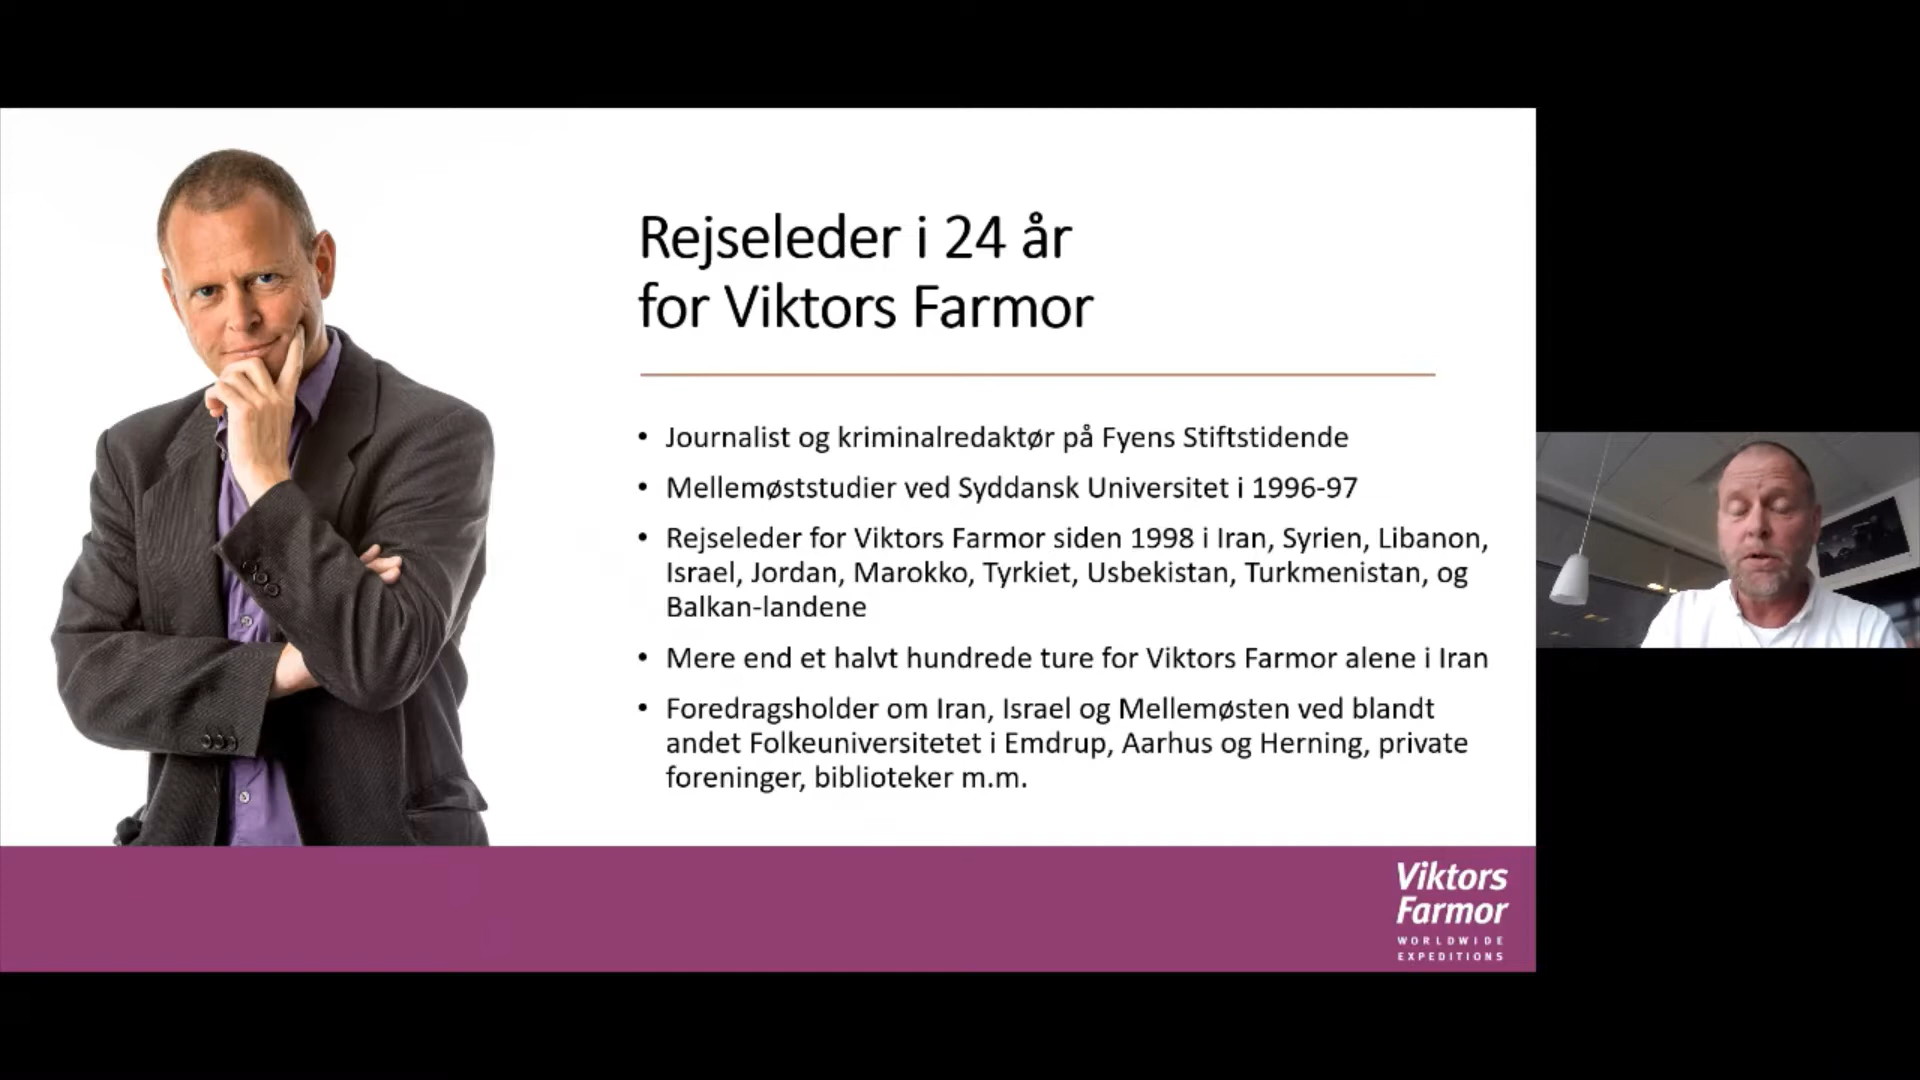 Rejseleder i 24 år
for Viktors Farmor
• Journalist og kriminalredaktør på Fyens Stiftstidende
• Mellemøststudier ved Syddansk Universitet i 1996-97
• Rejseleder for Viktors Farmor siden 1998 i Iran, Syrien, Libanon,
Israel, Jordan, Marokko, Tyrkiet, Usbekistan, Turkmenistan, og
Balkan-landene
• Mere end et halvt hundrede ture for Viktors Farmor alene i Iran
• Foredragsholder om Iran, Israel og Mellemøsten ved blandt
andet Folkeuniversitetet i Emdrup, Aarhus og Herning, private
foreninger, biblioteker m.m.
Viktors
Farmor
WORLDWIDE
EXPEDITIONS